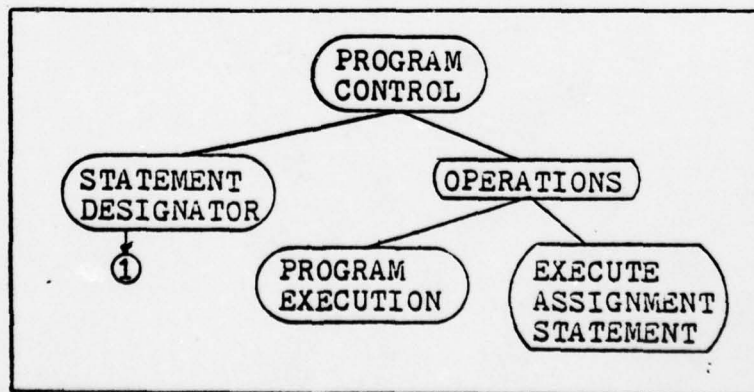 PROGRAM
CONTROL
STATEMENT
DESIGNATOR
OPERATIONS
1
PROGRAM
EXECUTION
EXECUTE
ASSIGNMENT
STATEMENT